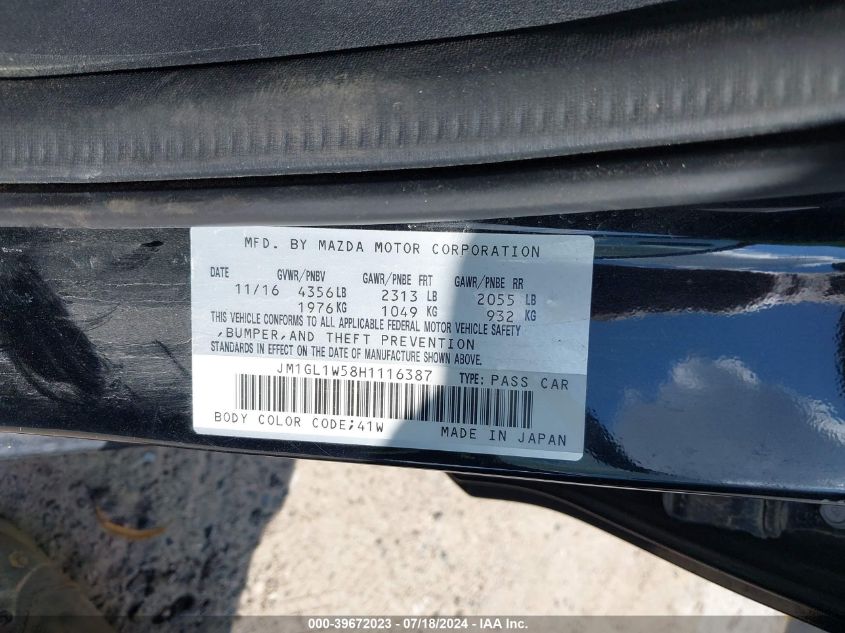 MFD. BY MAZDA MOTOR CORPORATION
DATE GVWR/PNBV GAWR/PNBE FRT GAWR/PNBE RR
11/16 4356LB 2313 LB 2055 LB
1976KG 1049 KG 932 KG
THIS VEHICLE CONFORMS TO ALL APPLICABLE FEDERAL MOTOR VEHICLE SAFETY
,BUMPER,AND THEFT PREVENTION
STANDARDS IN EFFECT ON THE DATE OF MANUFACTURE SHOWN ABOVE.
JM1GL1W58H1116387 TYPE: PASS CAR
BODY COLOR CODE;41W MADE IN JAPAN
000-39672023 - 07/18/2024 - IAA Inc.